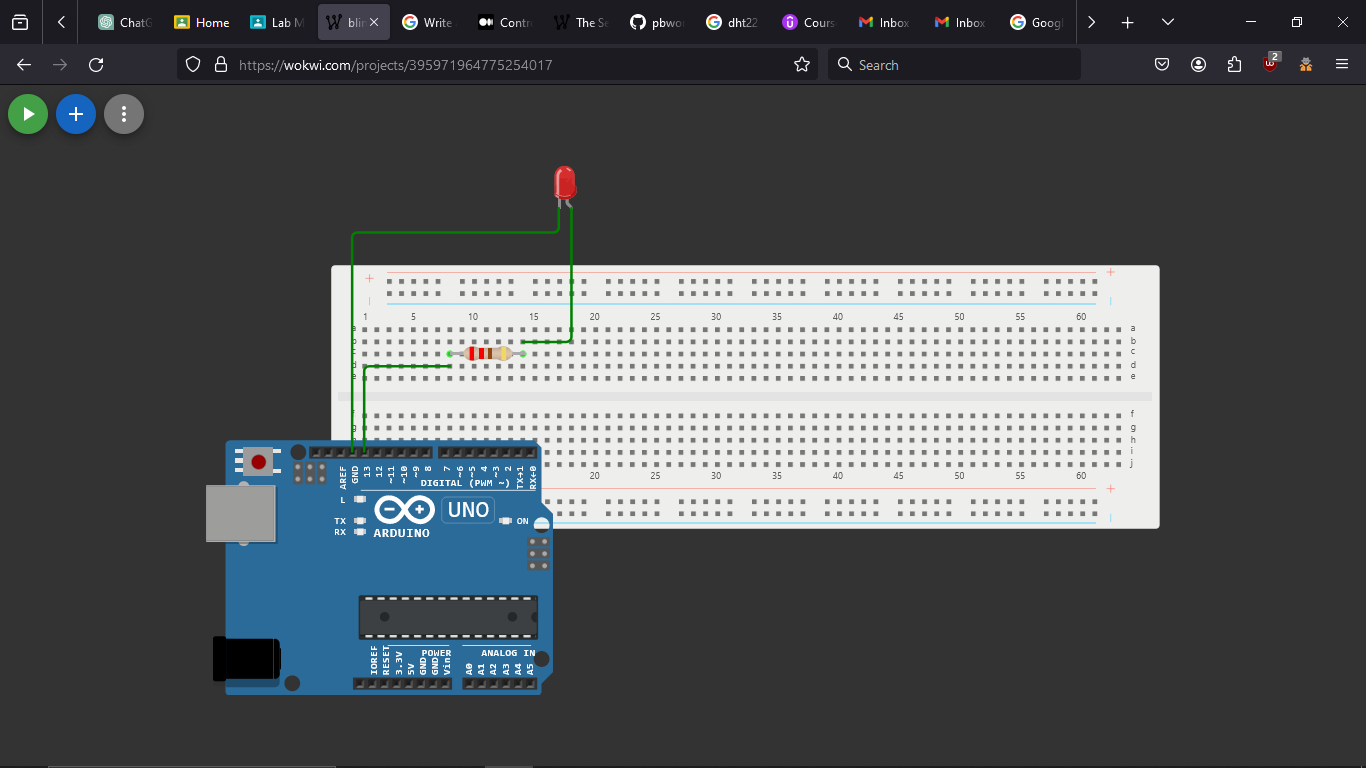 ChatG
Home
Lab M
blin
Write
Contr
The Se
pbwo
dht22
Cours
Inbox
Inbox
Googl
https://wokwi.com/projects/395971964775254017
Search
2
1 5 10 15 20 25 30 35 40 45 50 55 60
a a
b b
c c
d d
e e
f
g g
h
i
j
20 25 30 35 40 45 50 55 60
AREF GND 13 12 ~11 ~10 ~9 8 7 ~6 ~5 4 ~3 2 TX→1 RX←0
DIGITAL (PWM ~)
L
UNO
TX ON
RX ARDUINO
POWER ANALOG IN
IOREF RESET 3.3V 5V GND GND Vin A0 A1 A2 A3 A4 A5